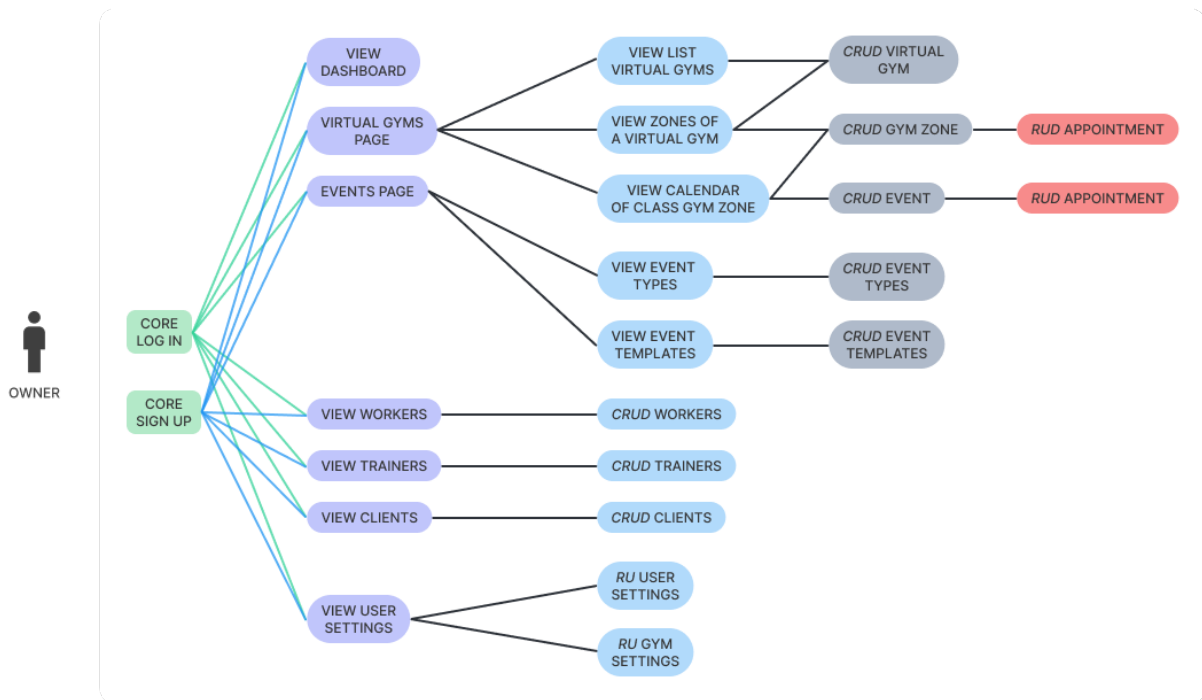 VIEW
DASHBOARD
VIRTUAL GYMS
PAGE
EVENTS PAGE
VIEW LIST
VIRTUAL GYMS
VIEW ZONES OF
A VIRTUAL GYM
VIEW CALENDAR
OF CLASS GYM ZONE
VIEW EVENT
TYPES
VIEW EVENT
TEMPLATES
CRUD VIRTUAL
GYM
CRUD GYM ZONE
CRUD EVENT
CRUD EVENT
TYPES
CRUD EVENT
TEMPLATES
RUD APPOINTMENT
RUD APPOINTMENT
OWNER
CORE
LOG IN
CORE
SIGN UP
VIEW WORKERS
CRUD WORKERS
VIEW TRAINERS
CRUD TRAINERS
VIEW CLIENTS
CRUD CLIENTS
VIEW USER
SETTINGS
RU USER
SETTINGS
RU GYM
SETTINGS